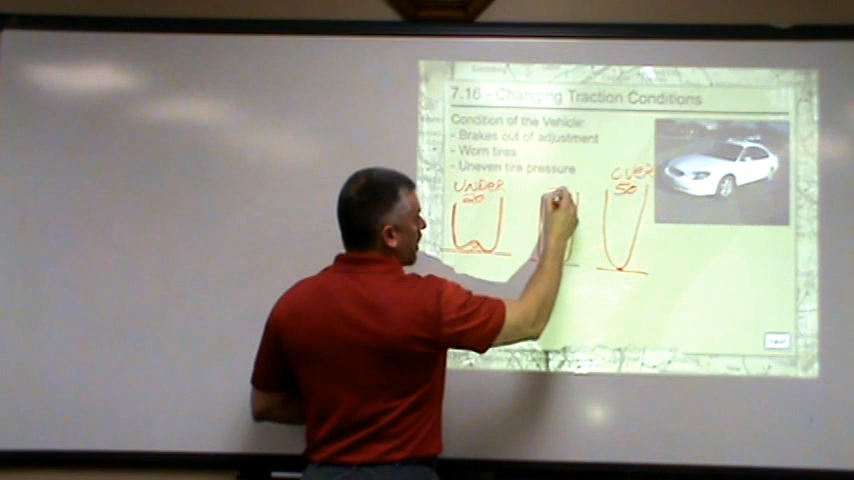 7.16 - Changing Traction Conditions
Condition of the Vehicle:
- Brakes out of adjustment
- Worn tires
- Uneven tire pressure
UNDER
20
OVER
50